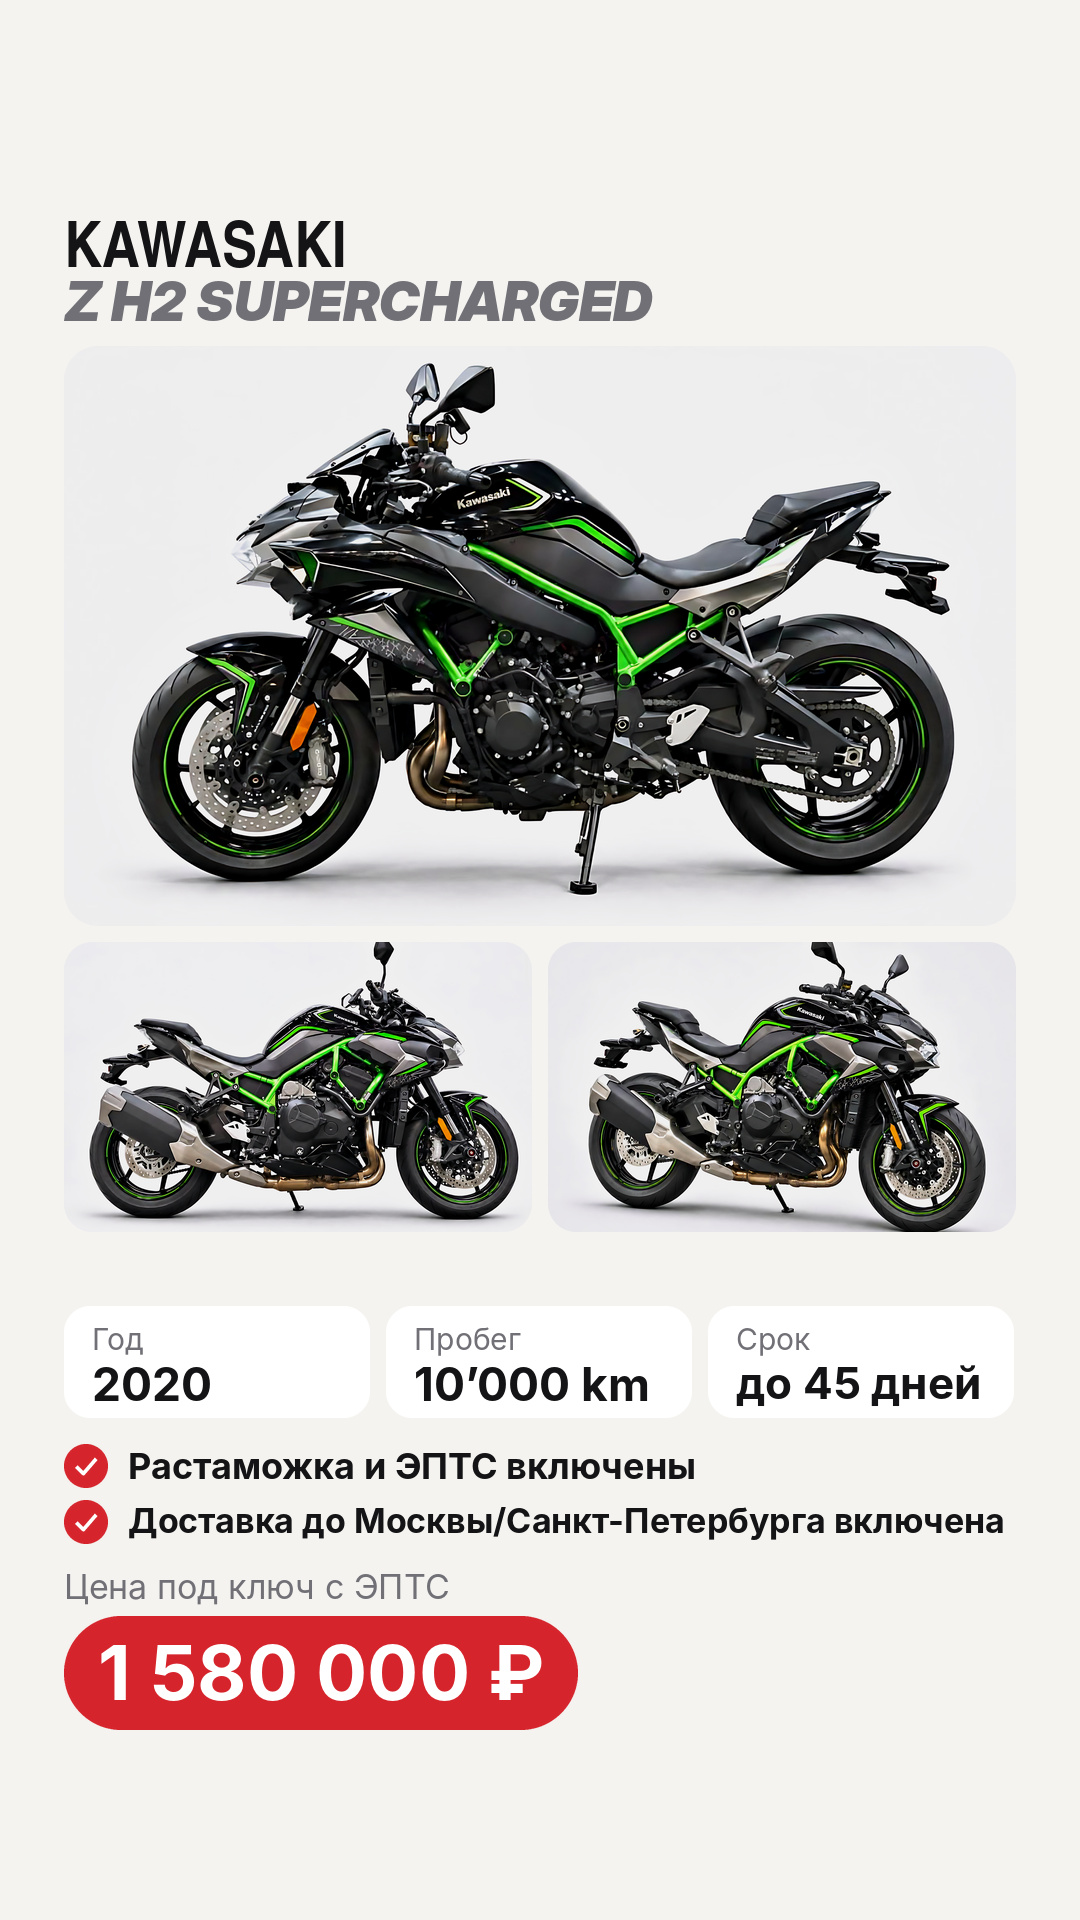 KAWASAKI
Z H2 SUPERCHARGED
Kawasaki
Kawasaki
Год
2020
Пробег
10’000 km
Срок
до 45 дней
Растаможка и ЭПТС включены
Доставка до Москвы/Санкт-Петербурга включена
Цена под ключ с ЭПТС
1 580 000 ₽